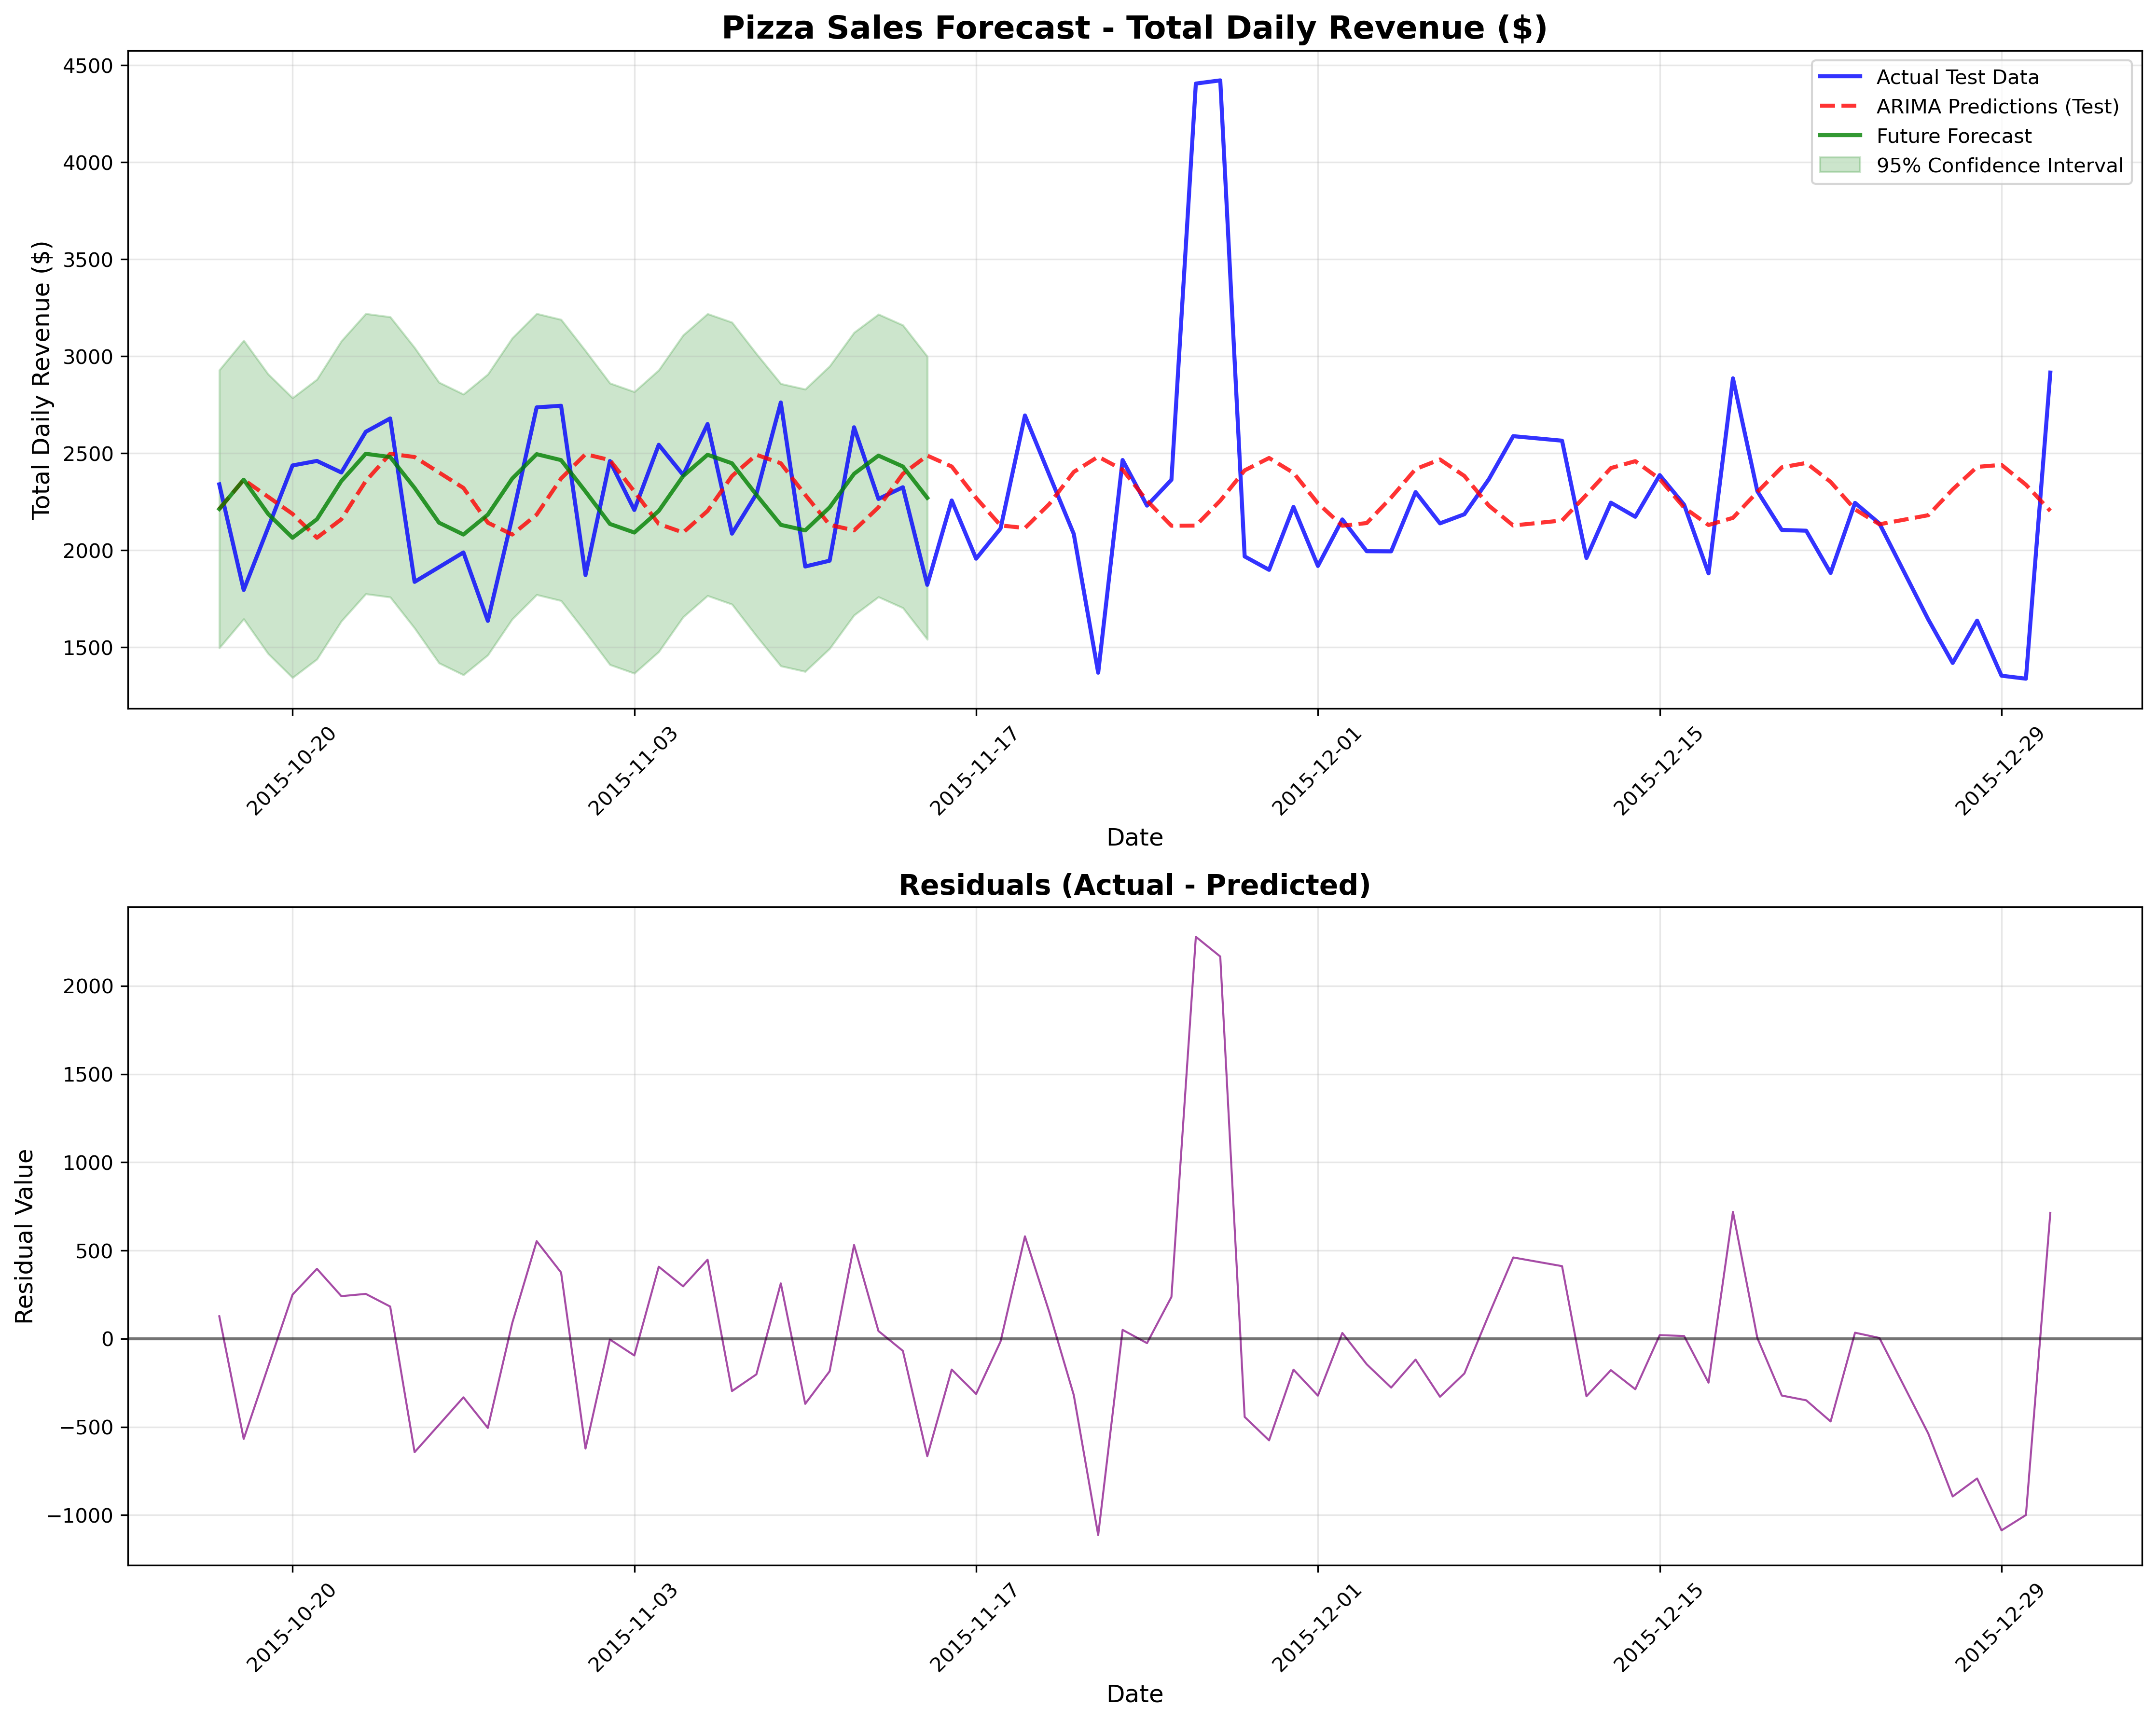 Pizza Sales Forecast - Total Daily Revenue ($)
Total Daily Revenue ($)
4500
4000
3500
3000
2500
2000
1500
Actual Test Data
ARIMA Predictions (Test)
Future Forecast
95% Confidence Interval
2015-10-20
2015-11-03
2015-11-17
2015-12-01
2015-12-15
2015-12-29
Date
Residuals (Actual - Predicted)
Residual Value
2000
1500
1000
500
0
−500
−1000
2015-10-20
2015-11-03
2015-11-17
2015-12-01
2015-12-15
2015-12-29
Date